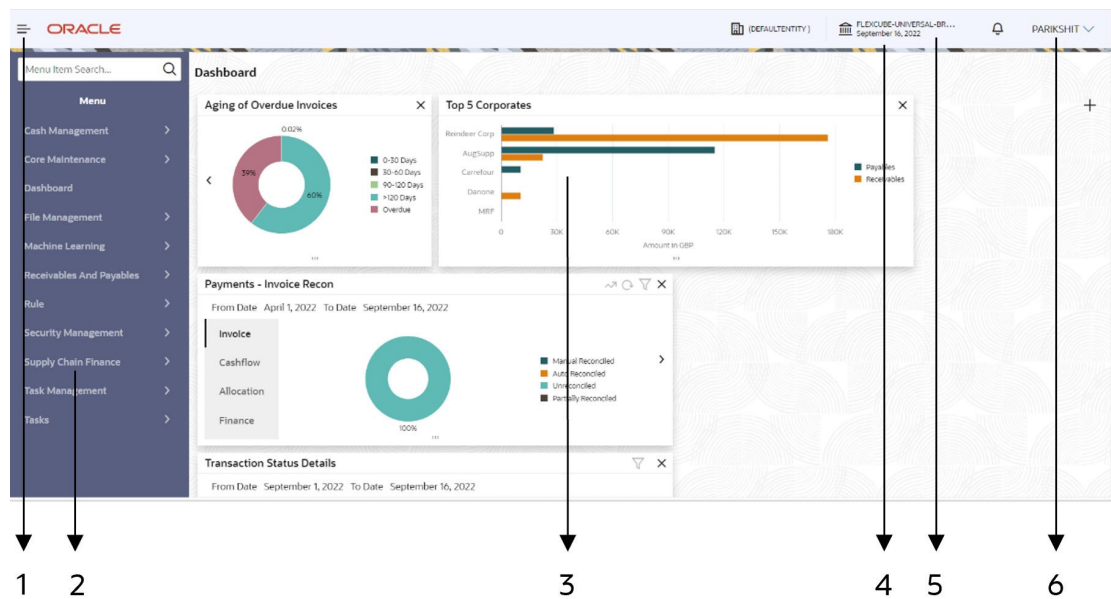 ORACLE
(DEFAULTENTITY)
FLEXCUBE-UNIVERSAL-BR...
September 16, 2022
PARIKSHIT
Menu Item Search...
Menu
Cash Management
Core Maintenance
Dashboard
File Management
Machine Learning
Receivables And Payables
Rule
Security Management
Supply Chain Finance
Task Management
Tasks
Dashboard
Aging of Overdue Invoices
0.02%
39%
60%
0-30 Days
30-60 Days
90-120 Days
>120 Days
Overdue
Top 5 Corporates
Reindeer Corp
AugSupp
Carrefour
Danone
MRF
0 30K 60K 90K 120K 150K 180K
Amount in GBP
Payables
Receivables
Payments - Invoice Recon
From Date April 1, 2022 To Date September 16, 2022
Invoice
Cashflow
Allocation
Finance
100%
Manual Reconciled
Auto Reconciled
Unreconciled
Partially Reconciled
Transaction Status Details
From Date September 1, 2022 To Date September 16, 2022
1 2 3 4 5 6